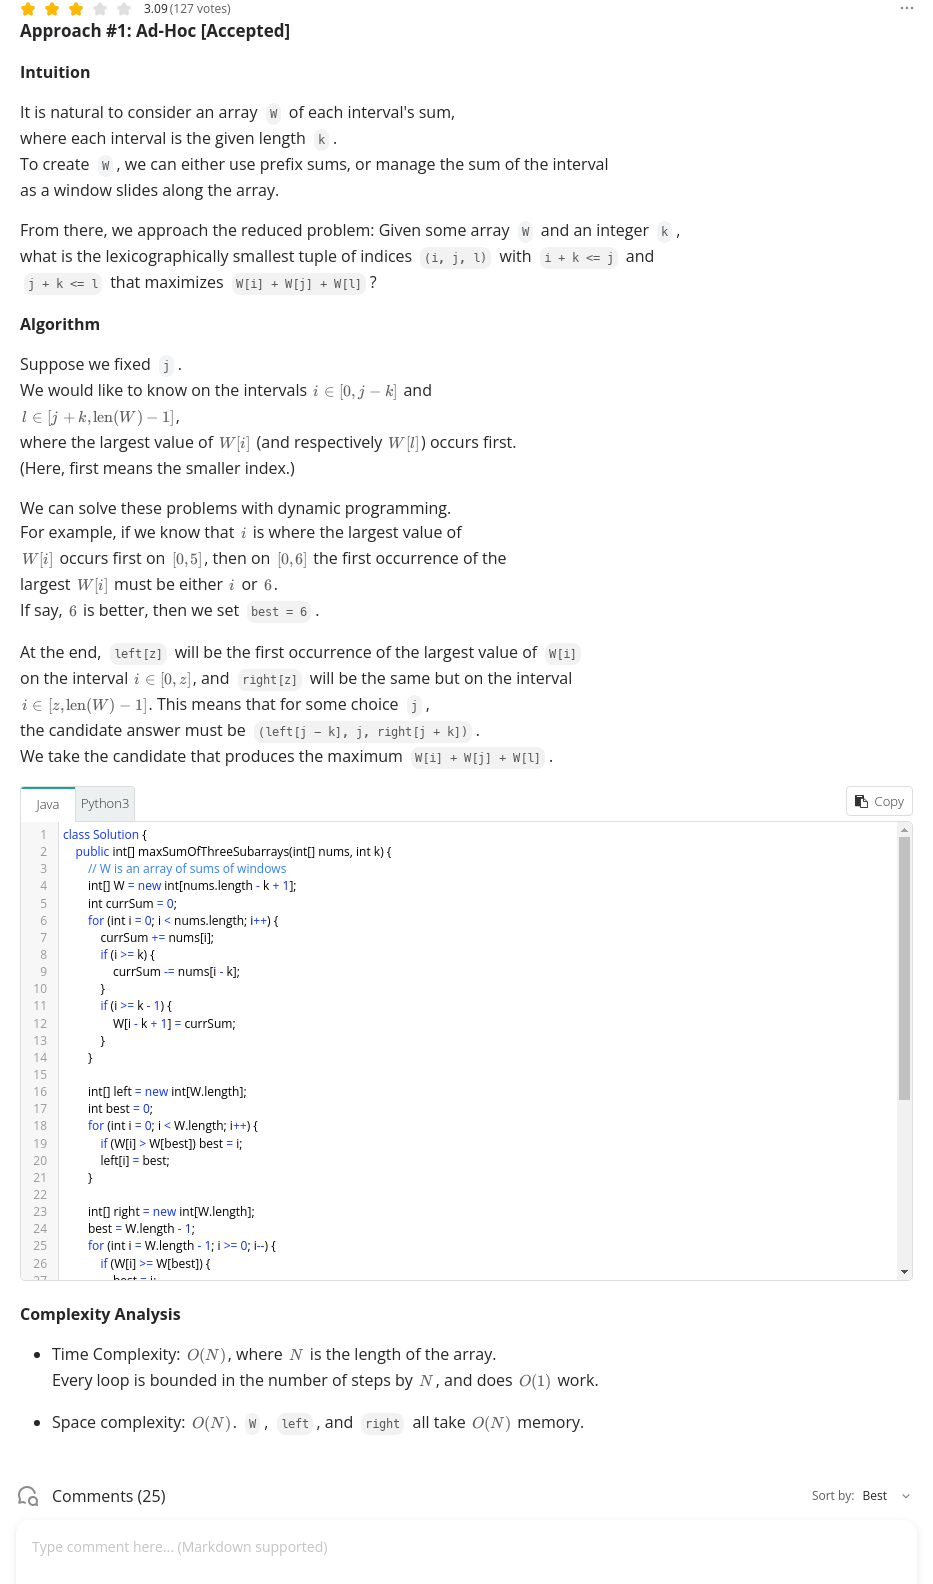 3.09 (127 votes)
Approach #1: Ad-Hoc [Accepted]
Intuition
It is natural to consider an array W of each interval's sum,
where each interval is the given length k .
To create W , we can either use prefix sums, or manage the sum of the interval
as a window slides along the array.
From there, we approach the reduced problem: Given some array W and an integer k ,
what is the lexicographically smallest tuple of indices (i, j, l) with i + k <= j and
j + k <= l that maximizes W[i] + W[j] + W[l] ?
Algorithm
Suppose we fixed j .
We would like to know on the intervals i ∈ [0, j − k] and
l ∈ [j + k, len(W) − 1],
where the largest value of W[i] (and respectively W[l]) occurs first.
(Here, first means the smaller index.)
We can solve these problems with dynamic programming.
For example, if we know that i is where the largest value of
W[i] occurs first on [0, 5], then on [0, 6] the first occurrence of the
largest W[i] must be either i or 6.
If say, 6 is better, then we set best = 6 .
At the end, left[z] will be the first occurrence of the largest value of W[i]
on the interval i ∈ [0, z], and right[z] will be the same but on the interval
i ∈ [z, len(W) − 1]. This means that for some choice j ,
the candidate answer must be (left[j - k], j, right[j + k]) .
We take the candidate that produces the maximum W[i] + W[j] + W[l] .
Java Python3 Copy
1 class Solution {
2 public int[] maxSumOfThreeSubarrays(int[] nums, int k) {
3 // W is an array of sums of windows
4 int[] W = new int[nums.length - k + 1];
5 int currSum = 0;
6 for (int i = 0; i < nums.length; i++) {
7 currSum += nums[i];
8 if (i >= k) {
9 currSum -= nums[i - k];
10 }
11 if (i >= k - 1) {
12 W[i - k + 1] = currSum;
13 }
14 }
15
16 int[] left = new int[W.length];
17 int best = 0;
18 for (int i = 0; i < W.length; i++) {
19 if (W[i] > W[best]) best = i;
20 left[i] = best;
21 }
22
23 int[] right = new int[W.length];
24 best = W.length - 1;
25 for (int i = W.length - 1; i >= 0; i--) {
26 if (W[i] >= W[best]) {
27 best = i;
Complexity Analysis
• Time Complexity: O(N), where N is the length of the array.
Every loop is bounded in the number of steps by N, and does O(1) work.
• Space complexity: O(N). W , left , and right all take O(N) memory.
Comments (25) Sort by: Best
Type comment here... (Markdown supported)